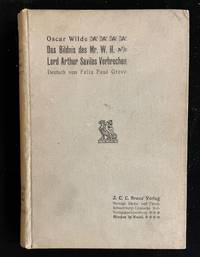 Oscar Wilde
Das Bildnis des Mr. W. H.
Lord Arthur Saviles Verbrechen
Deutsch von Felix Paul Greve
J. C. C. Bruns' Verlag
Minden in Westf.